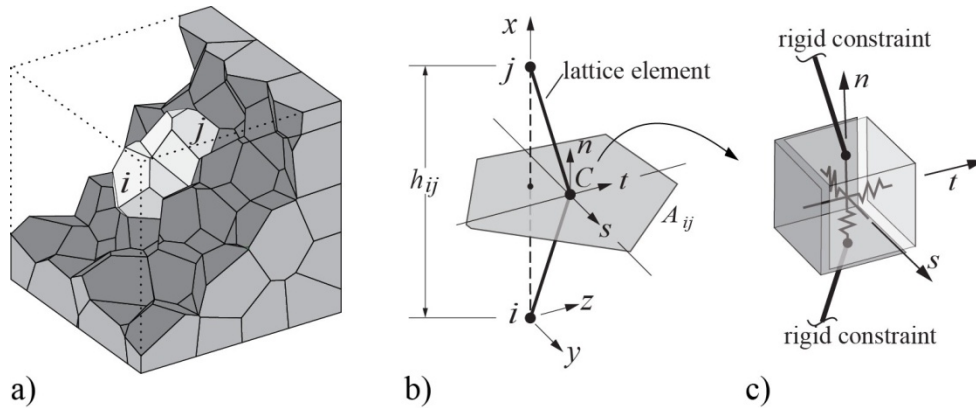 i
j
a)
x
j
lattice element
h_ij
n
C
t
s
A_ij
i
z
y
b)
rigid constraint
n
t
s
rigid constraint
c)